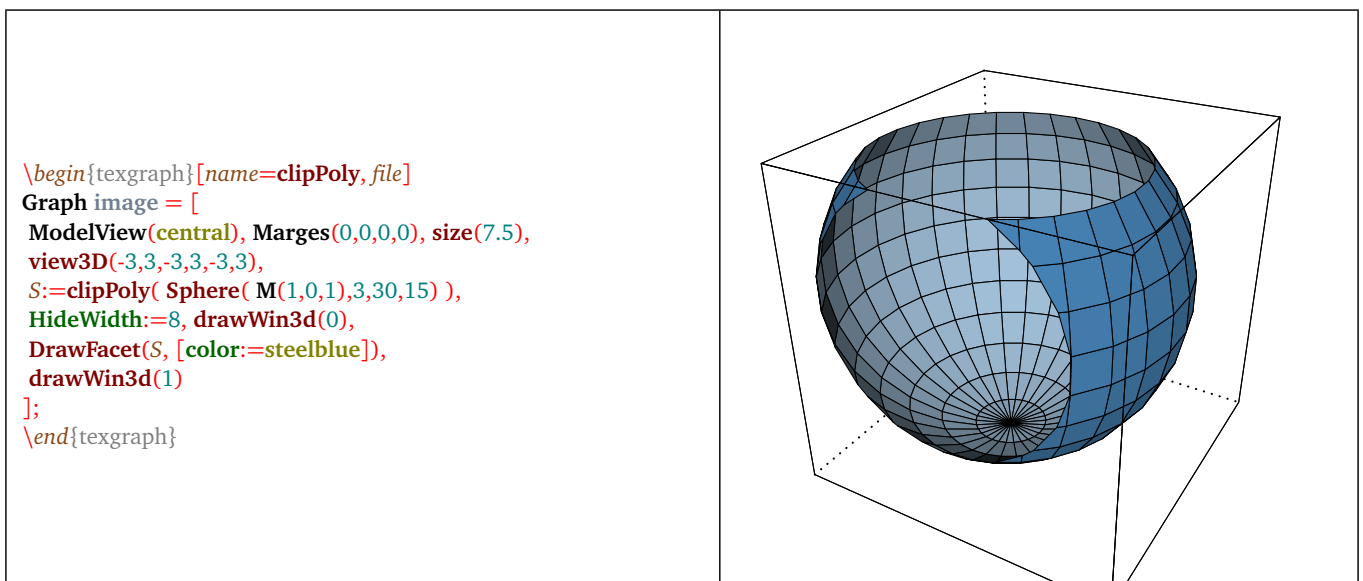 \begin{texgraph}[name=clipPoly, file]
Graph image = [
ModelView(central), Marges(0,0,0,0), size(7.5),
view3D(-3,3,-3,3,-3,3),
S:=clipPoly( Sphere( M(1,0,1),3,30,15) ),
HideWidth:=8, drawWin3d(0),
DrawFacet(S, [color:=steelblue]),
drawWin3d(1)
];
\end{texgraph}